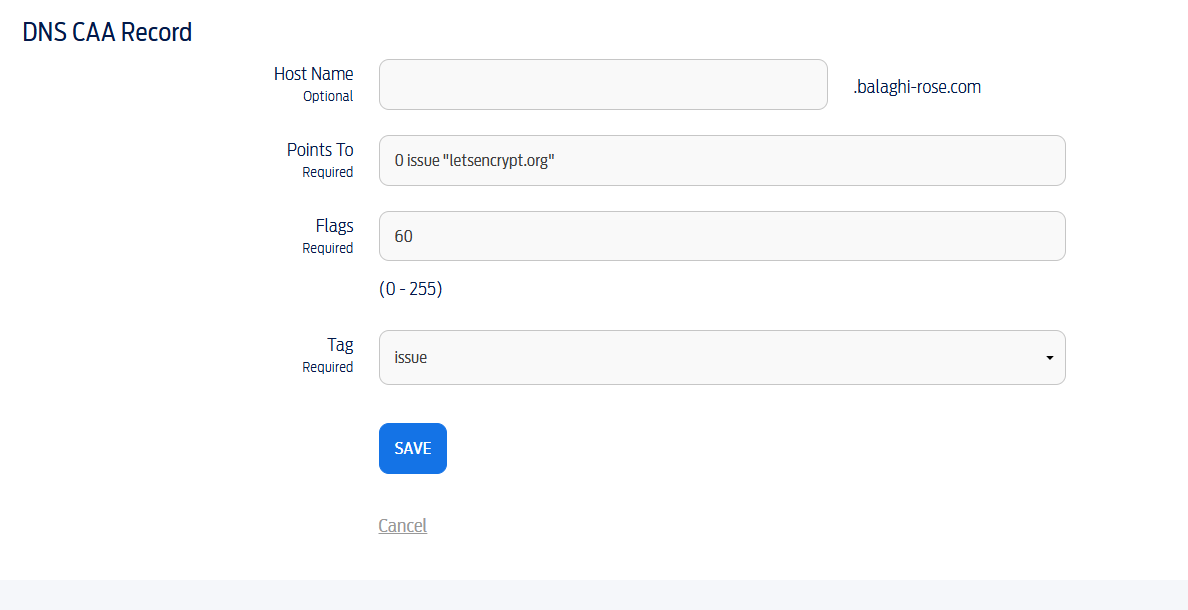 DNS CAA Record
Host Name
Optional
.balaghi-rose.com
Points To
Required
0 issue "letsencrypt.org"
Flags
Required
60
(0 - 255)
Tag
Required
issue
SAVE
Cancel